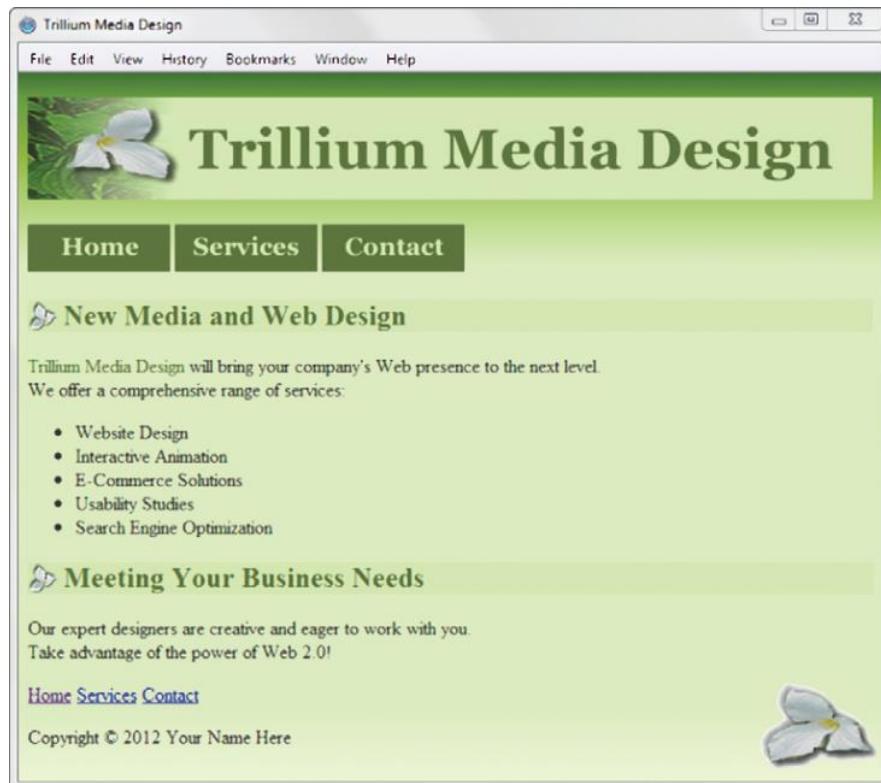 Trillium Media Design
File Edit View History Bookmarks Window Help
Trillium Media Design
Home Services Contact
New Media and Web Design
Trillium Media Design will bring your company's Web presence to the next level.
We offer a comprehensive range of services:
• Website Design
• Interactive Animation
• E-Commerce Solutions
• Usability Studies
• Search Engine Optimization
Meeting Your Business Needs
Our expert designers are creative and eager to work with you.
Take advantage of the power of Web 2.0!
Home Services Contact
Copyright © 2012 Your Name Here